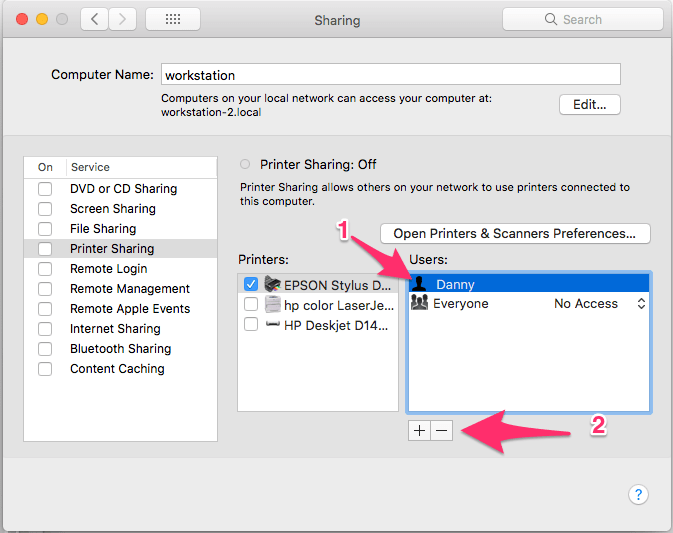 Sharing
Search
Computer Name:
workstation
Computers on your local network can access your computer at:
workstation-2.local
Edit...
On
Service
DVD or CD Sharing
Screen Sharing
File Sharing
Printer Sharing
Remote Login
Remote Management
Remote Apple Events
Internet Sharing
Bluetooth Sharing
Content Caching
Printer Sharing: Off
Printer Sharing allows others on your network to use printers connected to
this computer.
Open Printers & Scanners Preferences...
1
Printers:
Users:
EPSON Stylus D...
hp color LaserJe...
HP Deskjet D14...
Danny
Everyone
No Access
+
−
2
?